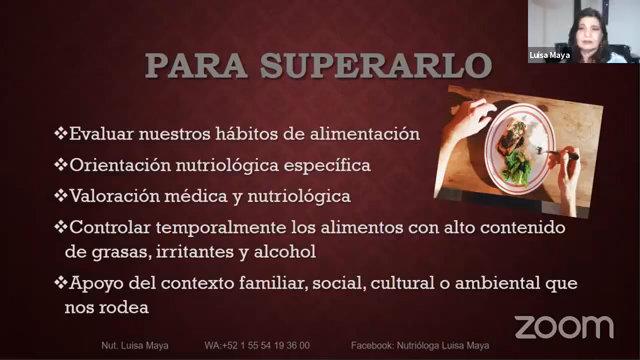 Luisa Maya
PARA SUPERARLO
❖Evaluar nuestros hábitos de alimentación
❖Orientación nutriológica específica
❖Valoración médica y nutriológica
❖Controlar temporalmente los alimentos con alto contenido
de grasas, irritantes y alcohol
❖Apoyo del contexto familiar, social, cultural o ambiental que
nos rodea
zoom
Nut. Luisa Maya WA:+52 1 55 54 19 36 00 Facebook: Nutrióloga Luisa Maya